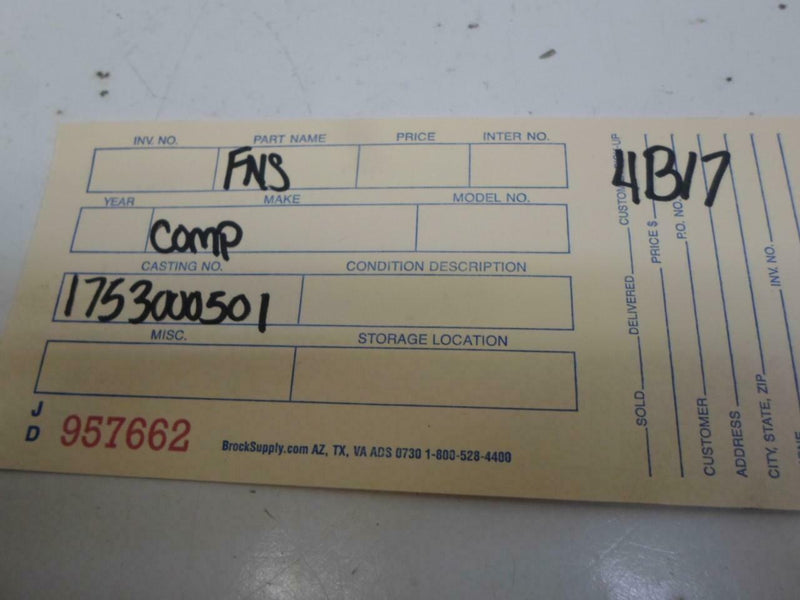 INV. NO. PART NAME PRICE INTER NO.
FNS
YEAR MAKE MODEL NO.
COMP
CASTING NO. CONDITION DESCRIPTION
1753000501
MISC. STORAGE LOCATION
J
D
957662
BrockSupply.com AZ, TX, VA ADS 0730 1-800-528-4400
4B17
SOLD DELIVERED
PRICE $
P.O. NO.
CUSTOMER
ADDRESS
CITY, STATE, ZIP
INV. NO.